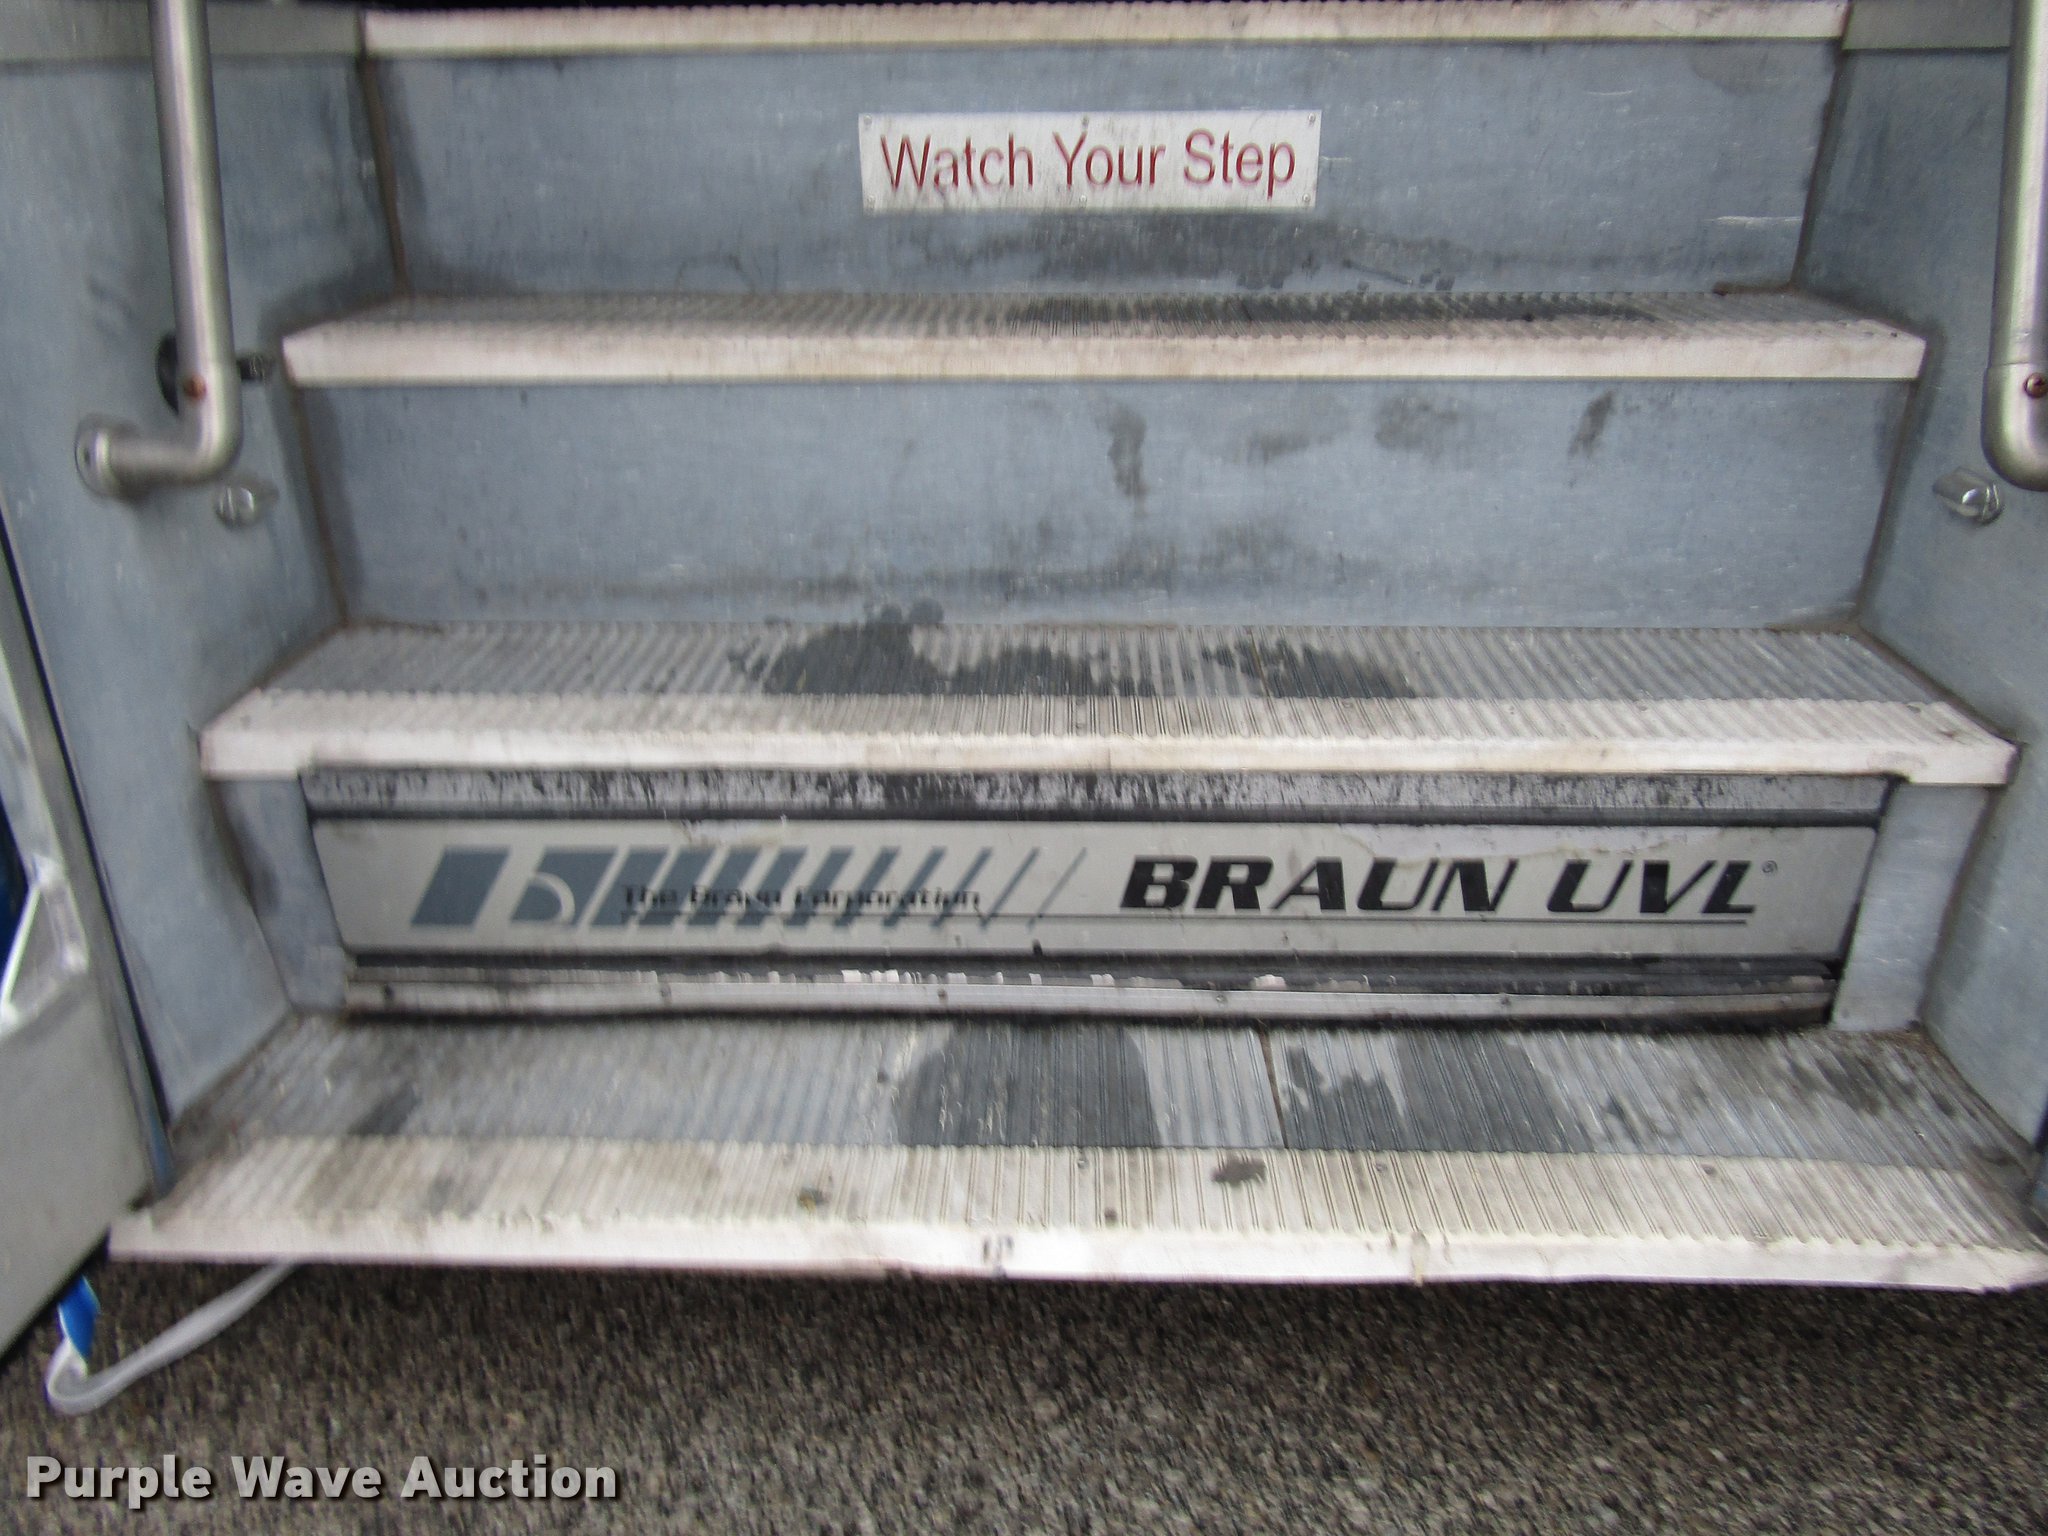 Watch Your Step
The Braun Corporation
BRAUN UVL®
Purple Wave Auction